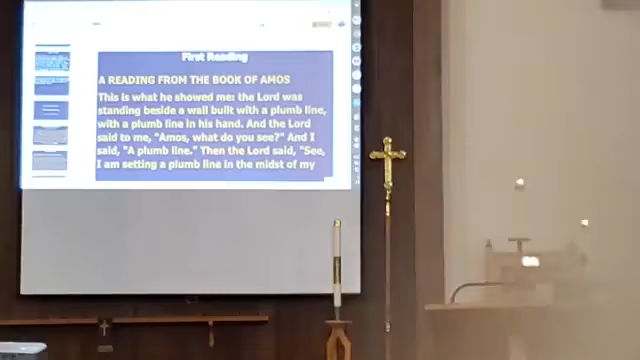 First Reading
A READING FROM THE BOOK OF AMOS
This is what he showed me: the Lord was
standing beside a wall built with a plumb line,
with a plumb line in his hand. And the Lord
said to me, "Amos, what do you see?" And I
said, "A plumb line." Then the Lord said, "See,
I am setting a plumb line in the midst of my